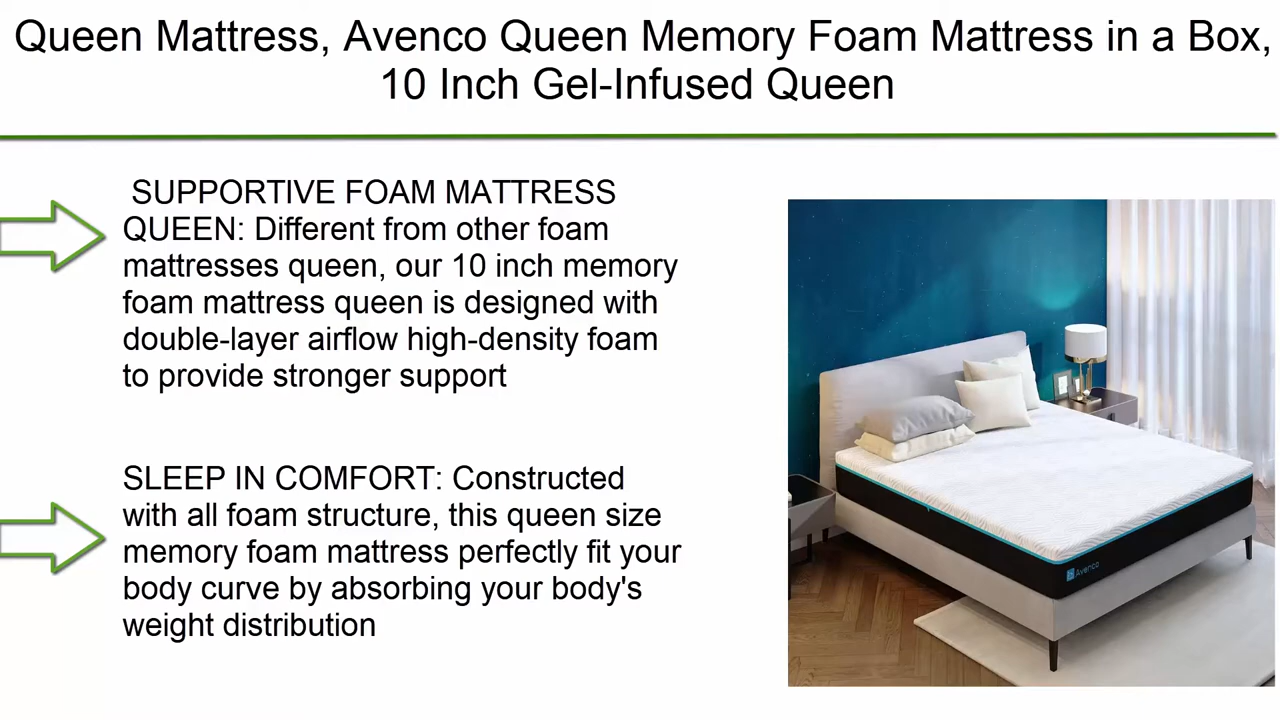 Queen Mattress, Avenco Queen Memory Foam Mattress in a Box,
10 Inch Gel-Infused Queen
SUPPORTIVE FOAM MATTRESS
QUEEN: Different from other foam
mattresses queen, our 10 inch memory
foam mattress queen is designed with
double-layer airflow high-density foam
to provide stronger support
SLEEP IN COMFORT: Constructed
with all foam structure, this queen size
memory foam mattress perfectly fit your
body curve by absorbing your body's
weight distribution
Avenco